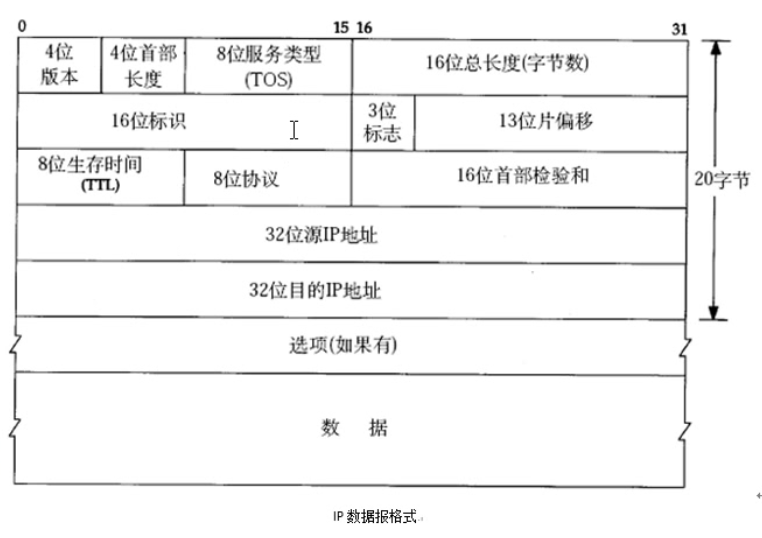 0 15 16 31
4位 4位首部 8位服务类型 16位总长度(字节数)
版本 长度 (TOS)
16位标识 3位 13位片偏移
标志
8位生存时间 8位协议 16位首部检验和
(TTL)
20字节
32位源IP地址
32位目的IP地址
选项(如果有)
数 据
IP 数据报格式